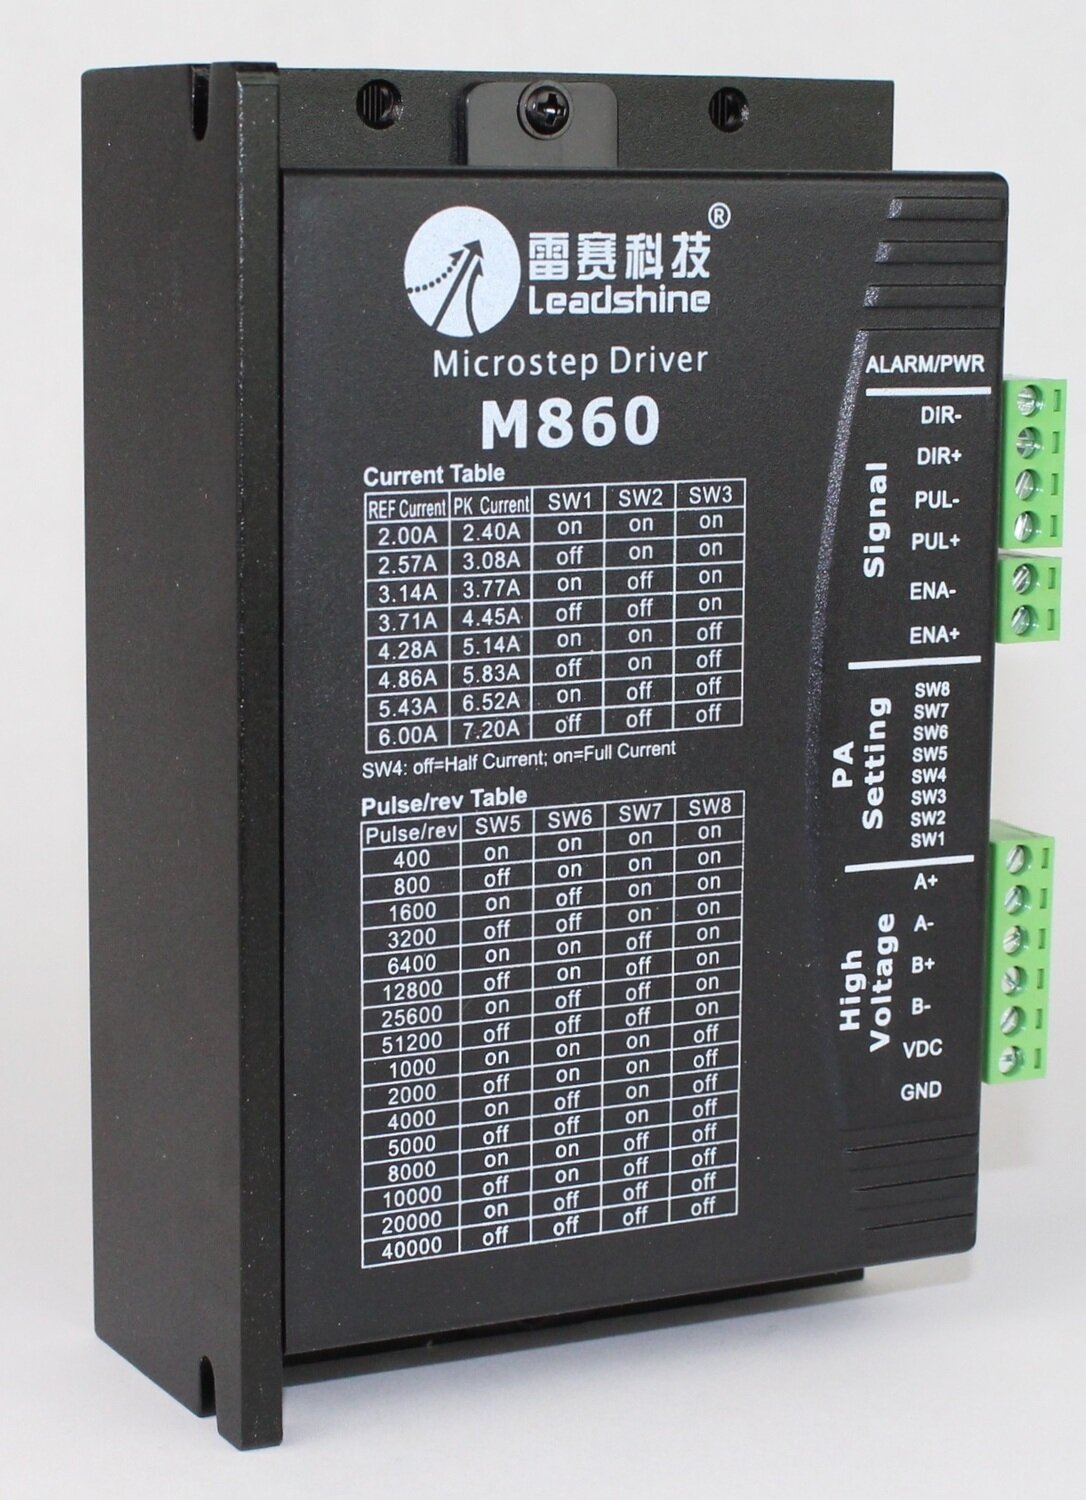 雷赛科技®
Leadshine
Microstep Driver
M860
Current Table
REF Current PK Current SW1 SW2 SW3
2.00A 2.40A on on on
2.57A 3.08A off on on
3.14A 3.77A on off on
3.71A 4.45A off off on
4.28A 5.14A on on off
4.86A 5.83A off on off
5.43A 6.52A on off off
6.00A 7.20A off off off
SW4: off=Half Current; on=Full Current
Pulse/rev Table
Pulse/rev SW5 SW6 SW7 SW8
400 on on on on
800 off on on on
1600 on off on on
3200 off off on on
6400 on on off on
12800 off on off on
25600 on off off on
51200 off off off on
1000 on on on off
2000 off on on off
4000 on off on off
5000 off off on off
8000 on on off off
10000 off on off off
20000 on off off off
40000 off off off off
ALARM/PWR
Signal
DIR-
DIR+
PUL-
PUL+
ENA-
ENA+
PA
Setting
SW8
SW7
SW6
SW5
SW4
SW3
SW2
SW1
High
Voltage
A+
A-
B+
B-
VDC
GND